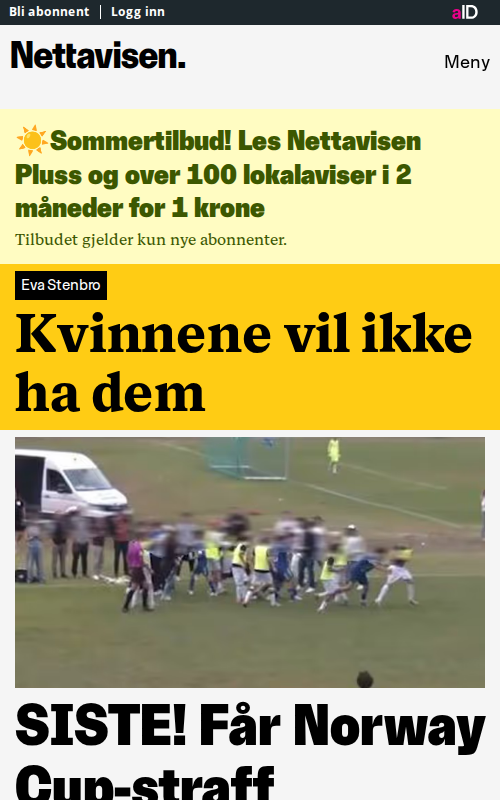 Bli abonnent
Logg inn
aID
Nettavisen.
Meny
☀️Sommertilbud! Les Nettavisen
Pluss og over 100 lokalaviser i 2
måneder for 1 krone
Tilbudet gjelder kun nye abonnenter.
Eva Stenbro
Kvinnene vil ikke
ha dem
SISTE! Får Norway
Cup-straff